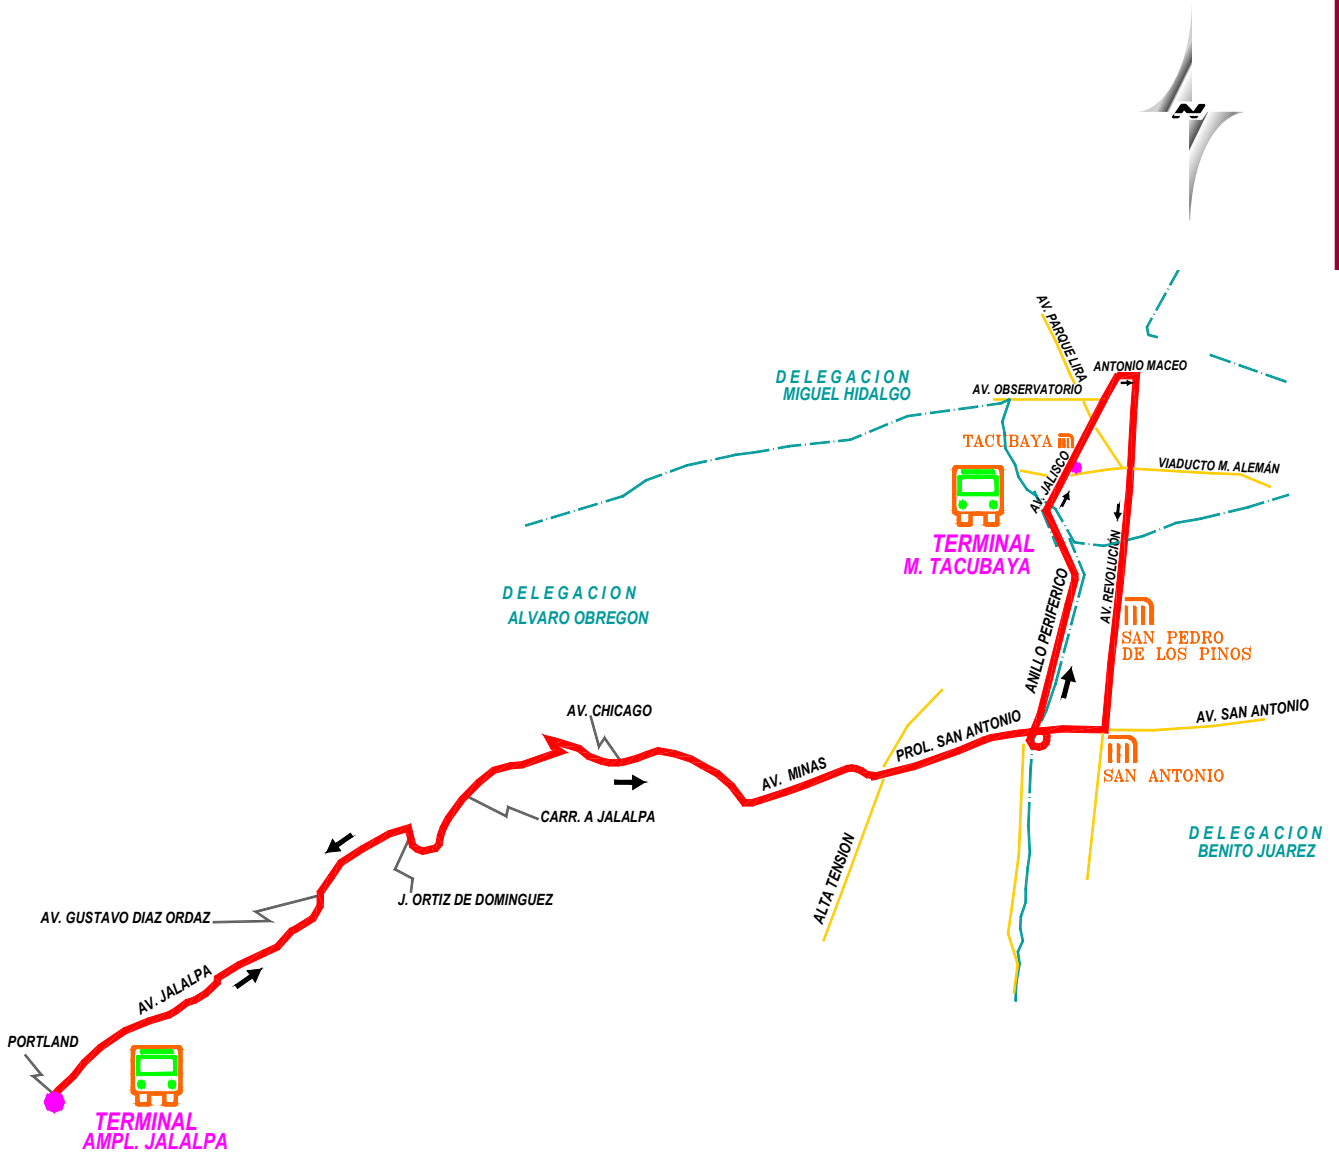 N
AV. PARQUE LIRA
ANTONIO MACEO
DELEGACION
MIGUEL HIDALGO
AV. OBSERVATORIO
TACUBAYA
VIADUCTO M. ALEMÁN
AV. JALISCO
TERMINAL
M. TACUBAYA
AV. REVOLUCIÓN
DELEGACION
ALVARO OBREGON
ANILLO PERIFERICO
SAN PEDRO
DE LOS PINOS
AV. CHICAGO
PROL. SAN ANTONIO
AV. SAN ANTONIO
AV. MINAS
SAN ANTONIO
CARR. A JALALPA
DELEGACION
BENITO JUAREZ
ALTA TENSION
J. ORTIZ DE DOMINGUEZ
AV. GUSTAVO DIAZ ORDAZ
AV. JALALPA
PORTLAND
TERMINAL
AMPL. JALALPA